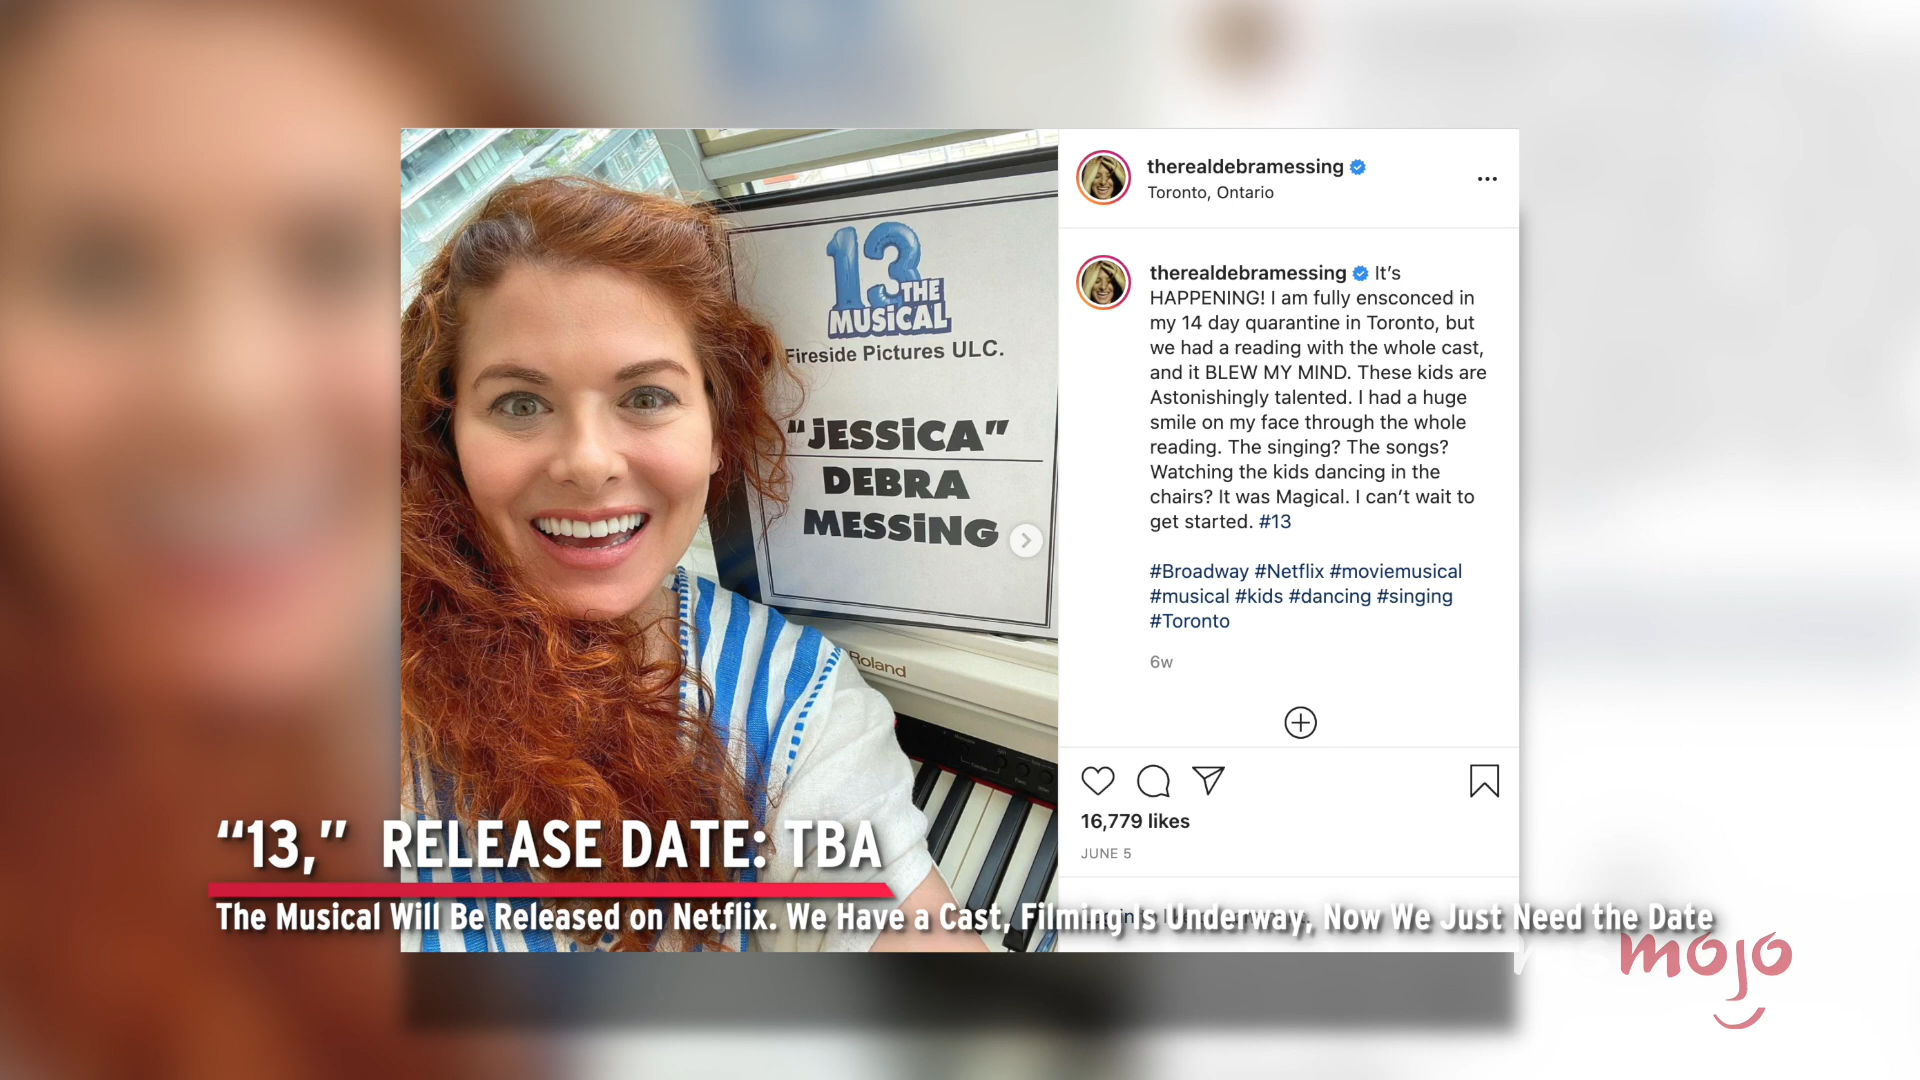 therealdebramessing
Toronto, Ontario
therealdebramessing It’s
HAPPENING! I am fully ensconced in
my 14 day quarantine in Toronto, but
we had a reading with the whole cast,
and it BLEW MY MIND. These kids are
Astonishingly talented. I had a huge
smile on my face through the whole
reading. The singing? The songs?
Watching the kids dancing in the
chairs? It was Magical. I can’t wait to
get started. #13
#Broadway #Netflix #moviemusical
#musical #kids #dancing #singing
#Toronto
6w
16,779 likes
JUNE 5
13 THE
MUSiCAL
Fireside Pictures ULC.
“JESSiCA”
DEBRA
MESSiNG
Roland
“13,” RELEASE DATE: TBA
The Musical Will Be Released on Netflix. We Have a Cast, Filming Is Underway, Now We Just Need the Date
ms mojo